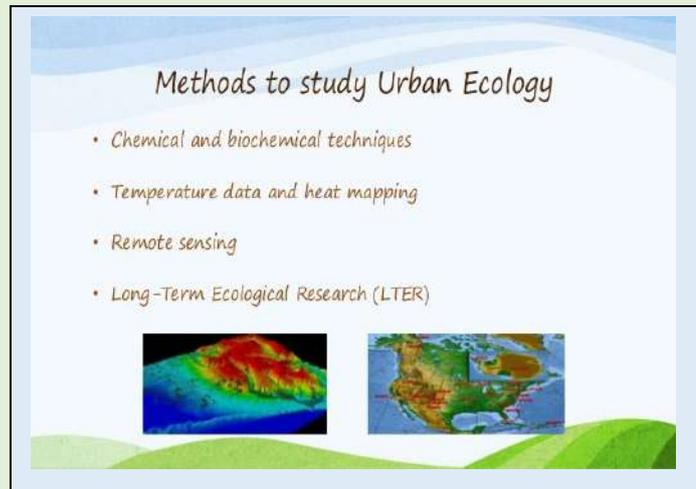 Methods to study Urban Ecology
• Chemical and biochemical techniques
• Temperature data and heat mapping
• Remote sensing
• Long-Term Ecological Research (LTER)